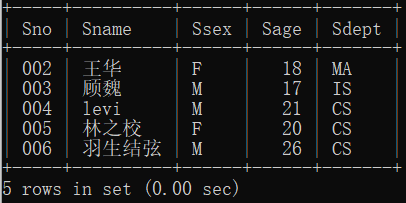 +-----+----------+------+------+-------+
| Sno | Sname | Ssex | Sage | Sdept |
+-----+----------+------+------+-------+
| 002 | 王华 | F | 18 | MA |
| 003 | 顾魏 | M | 17 | IS |
| 004 | levi | M | 21 | CS |
| 005 | 林之校 | F | 20 | CS |
| 006 | 羽生结弦 | M | 26 | CS |
+-----+----------+------+------+-------+
5 rows in set (0.00 sec)